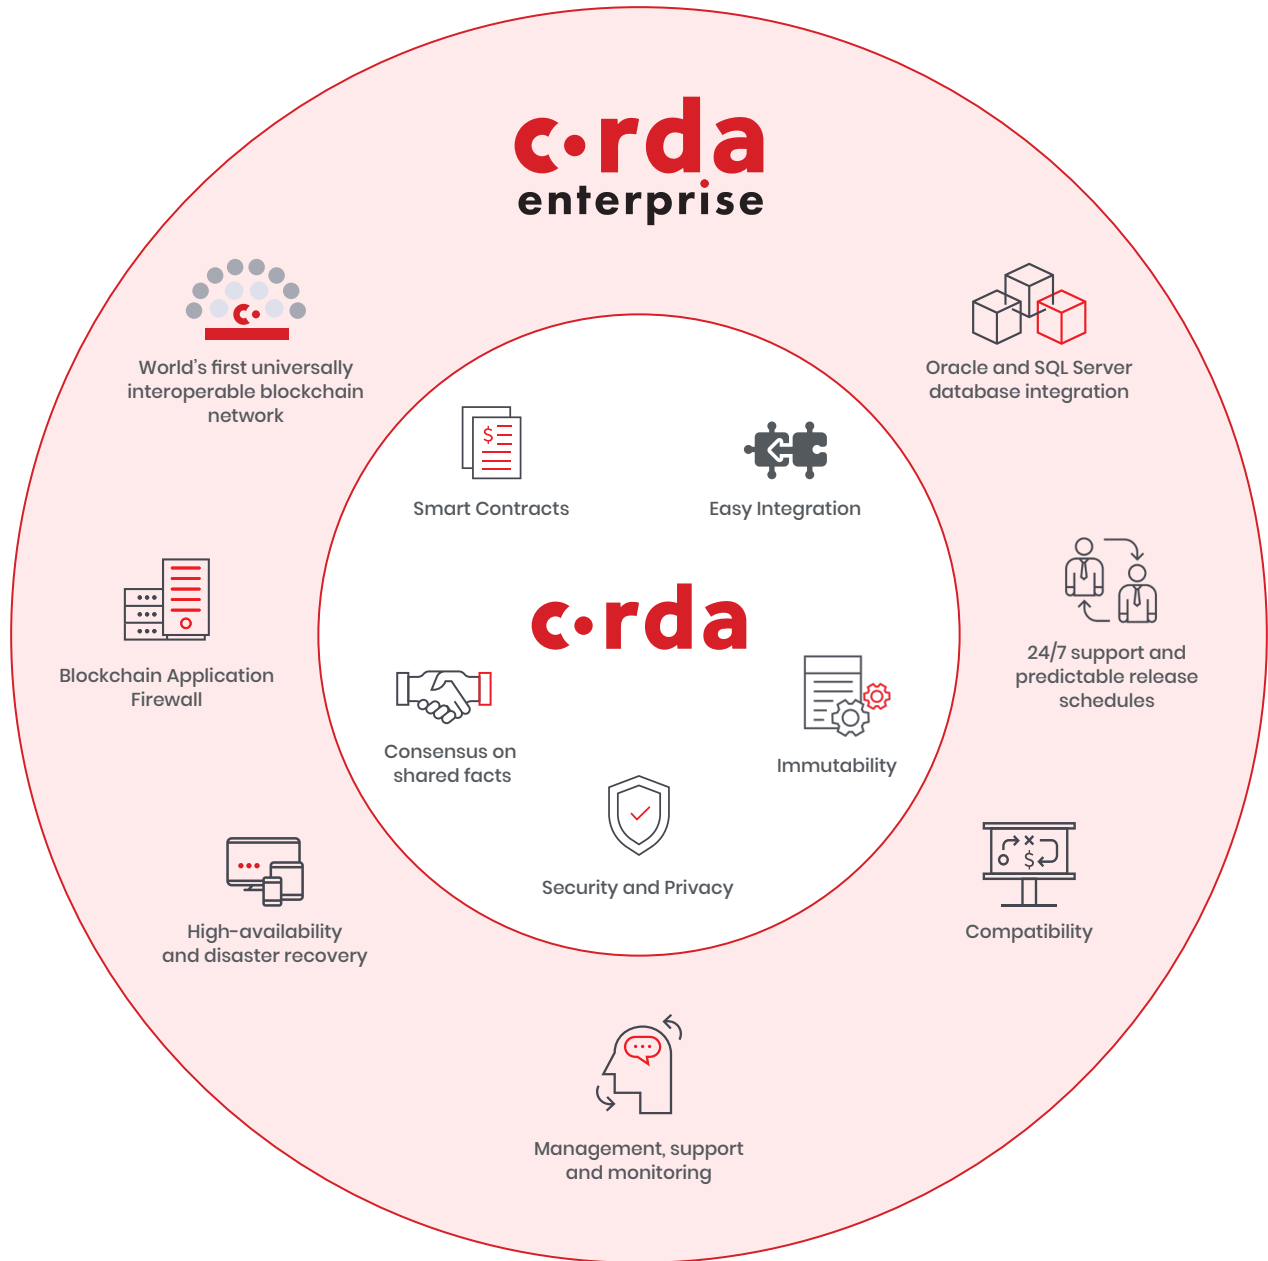 corda
enterprise
World's first universally
interoperable blockchain
network
Oracle and SQL Server
database integration
$
Smart Contracts
Easy Integration
corda
Blockchain Application
Firewall
24/7 support and
predictable release
schedules
Consensus on
shared facts
Immutability
Security and Privacy
High-availability
and disaster recovery
$
Compatibility
Management, support
and monitoring